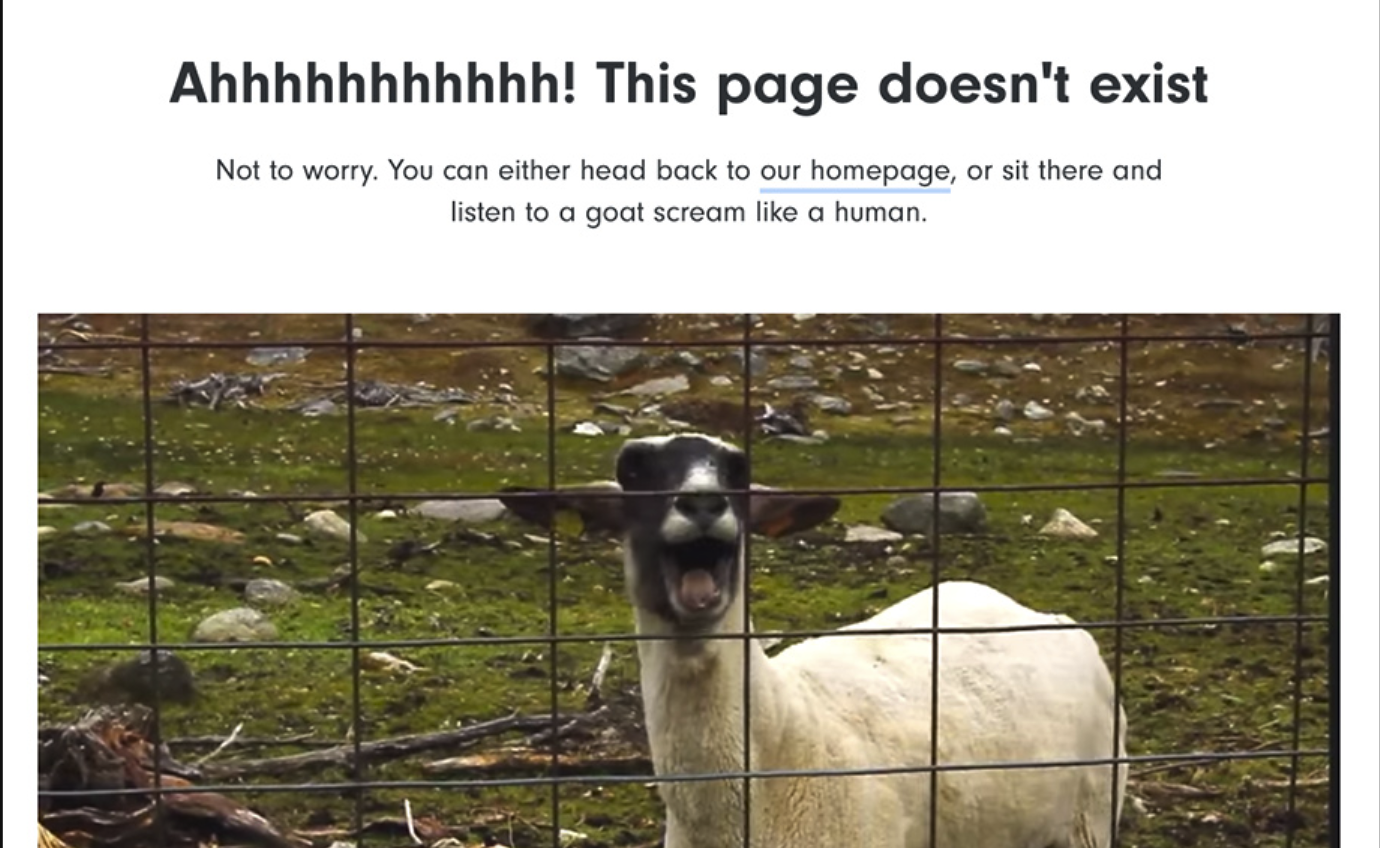 Ahhhhhhhhhhh! This page doesn't exist
Not to worry. You can either head back to our homepage, or sit there and
listen to a goat scream like a human.